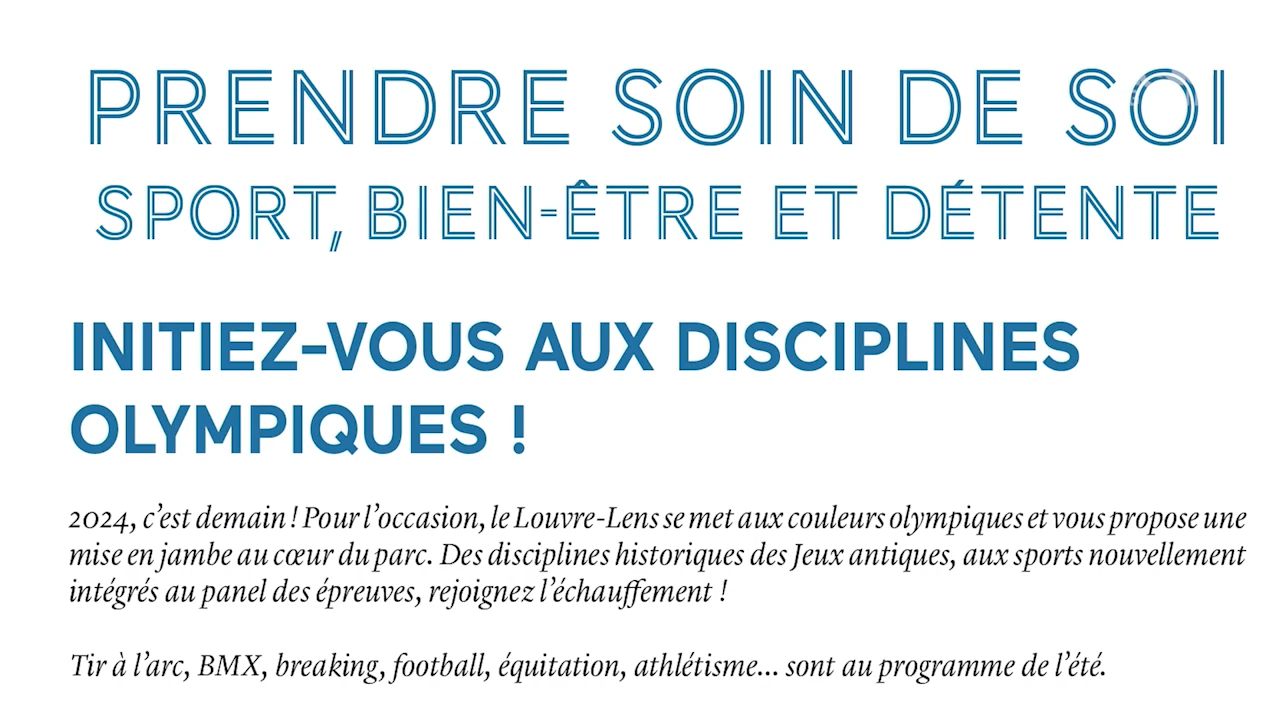 PRENDRE SOIN DE SOI
SPORT, BIEN-ÊTRE ET DÉTENTE
INITIEZ-VOUS AUX DISCIPLINES
OLYMPIQUES !
2024, c’est demain ! Pour l’occasion, le Louvre-Lens se met aux couleurs olympiques et vous propose une
mise en jambe au cœur du parc. Des disciplines historiques des Jeux antiques, aux sports nouvellement
intégrés au panel des épreuves, rejoignez l’échauffement !
Tir à l’arc, BMX, breaking, football, équitation, athlétisme... sont au programme de l’été.